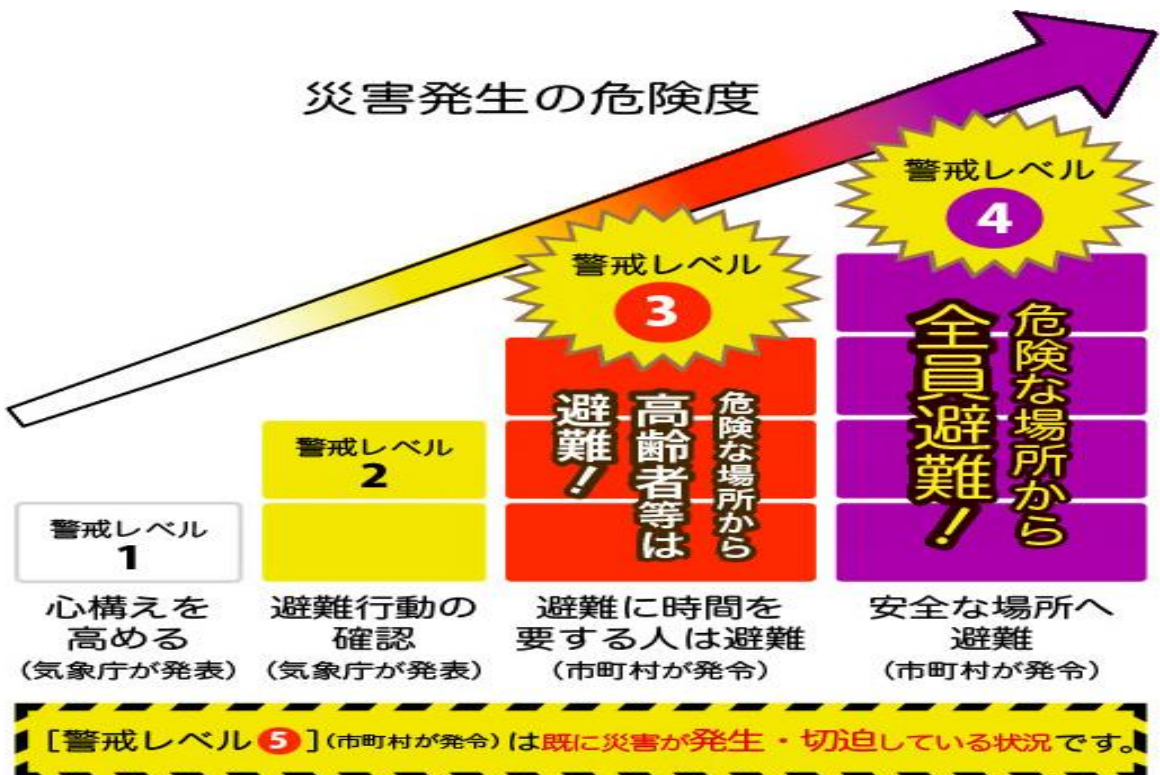 災害発生の危険度
警戒レベル
1
心構えを
高める
(気象庁が発表)
警戒レベル
2
避難行動の
確認
(気象庁が発表)
警戒レベル
3
危険な場所から
高齢者等は
避難!
避難に時間を
要する人は避難
(市町村が発令)
警戒レベル
4
危険な場所から
全員避難!
安全な場所へ
避難
(市町村が発令)
[警戒レベル5](市町村が発令)は既に災害が発生・切迫している状況です。